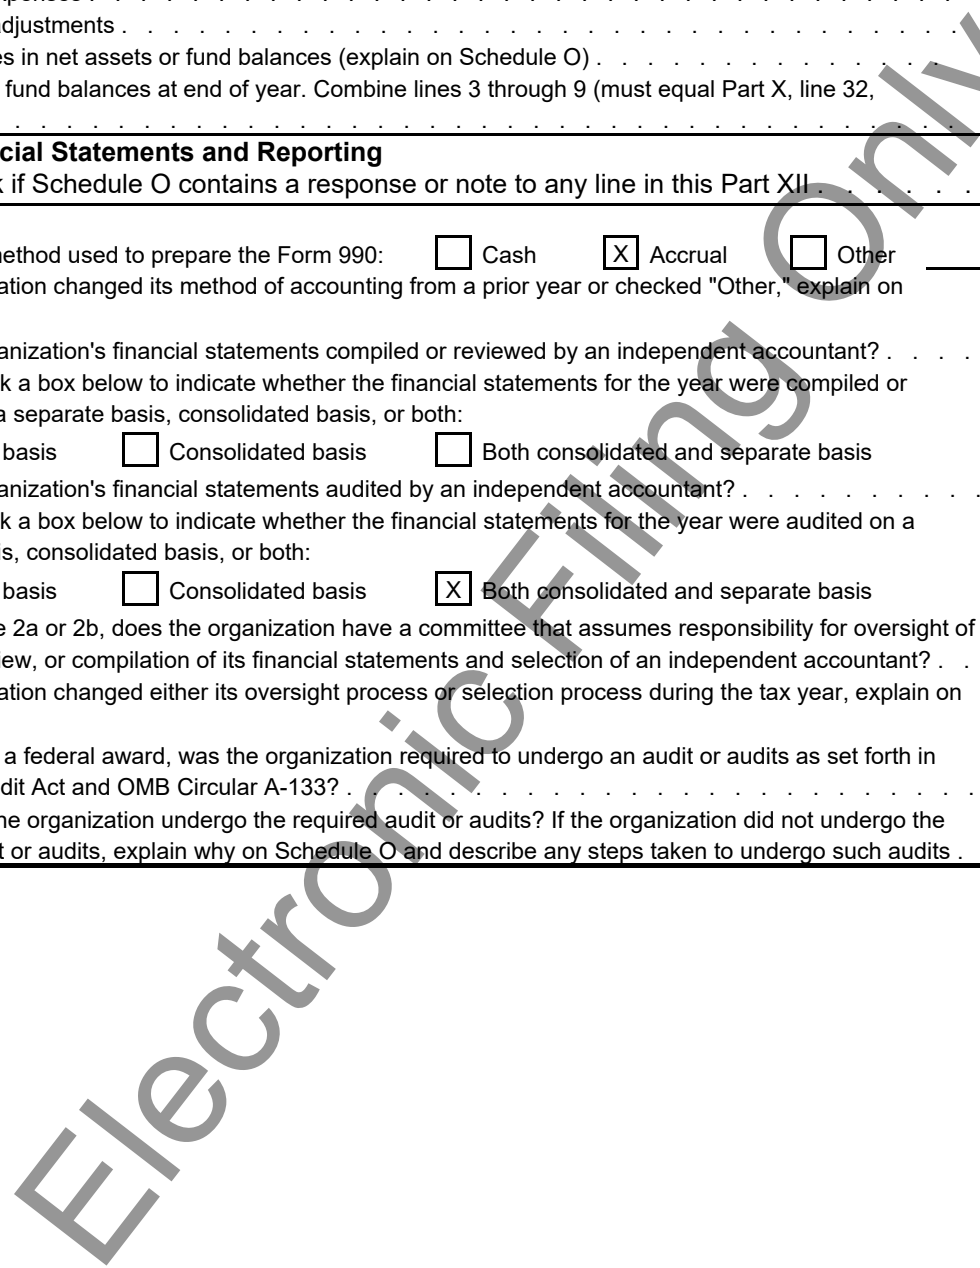 adjustments . . . . . . . . . . . . . . . . . . . . . . . . . . .
es in net assets or fund balances (explain on Schedule O) . . . . . . . . . . . . .
fund balances at end of year. Combine lines 3 through 9 (must equal Part X, line 32,
. . . . . . . . . . . . . . . . . . . . . . . . . . . . . . . . . . . .
cial Statements and Reporting
k if Schedule O contains a response or note to any line in this Part XII . . . . . .
nethod used to prepare the Form 990: Cash X Accrual Other
ation changed its method of accounting from a prior year or checked "Other," explain on
anization's financial statements compiled or reviewed by an independent accountant? . . . .
k a box below to indicate whether the financial statements for the year were compiled or
a separate basis, consolidated basis, or both:
basis Consolidated basis Both consolidated and separate basis
anization's financial statements audited by an independent accountant? . . . . . . . . . .
k a box below to indicate whether the financial statements for the year were audited on a
is, consolidated basis, or both:
basis Consolidated basis X Both consolidated and separate basis
e 2a or 2b, does the organization have a committee that assumes responsibility for oversight of
iew, or compilation of its financial statements and selection of an independent accountant? . .
ation changed either its oversight process or selection process during the tax year, explain on
a federal award, was the organization required to undergo an audit or audits as set forth in
dit Act and OMB Circular A-133? . . . . . . . . . . . . . . . . . . . .
he organization undergo the required audit or audits? If the organization did not undergo the
t or audits, explain why on Schedule O and describe any steps taken to undergo such audits .
Electronic Filing Only